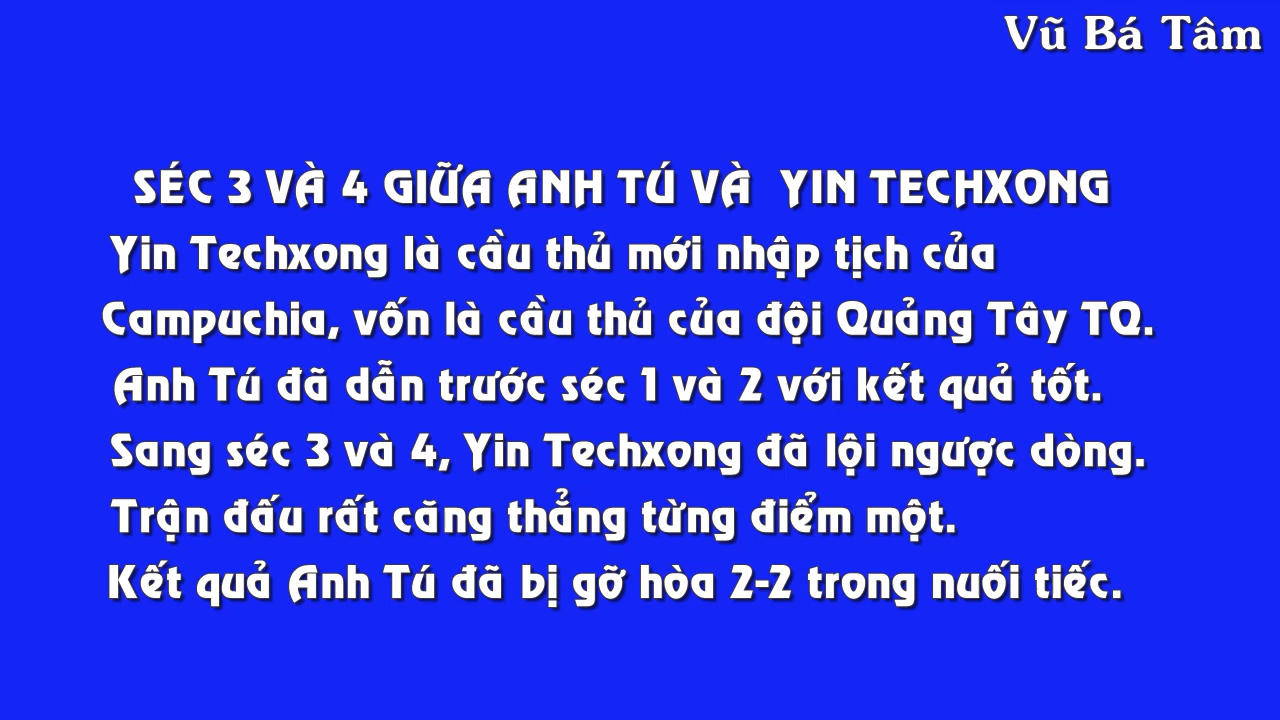 Vũ Bá Tâm
SÉC 3 VÀ 4 GIỮA ANH TÚ VÀ YIN TECHXONG
Yin Techxong là cầu thủ mới nhập tịch của
Campuchia, vốn là cầu thủ của đội Quảng Tây TQ.
Anh Tú đã dẫn trước séc 1 và 2 với kết quả tốt.
Sang séc 3 và 4, Yin Techxong đã lội ngược dòng.
Trận đấu rất căng thẳng từng điểm một.
Kết quả Anh Tú đã bị gỡ hòa 2-2 trong nuối tiếc.